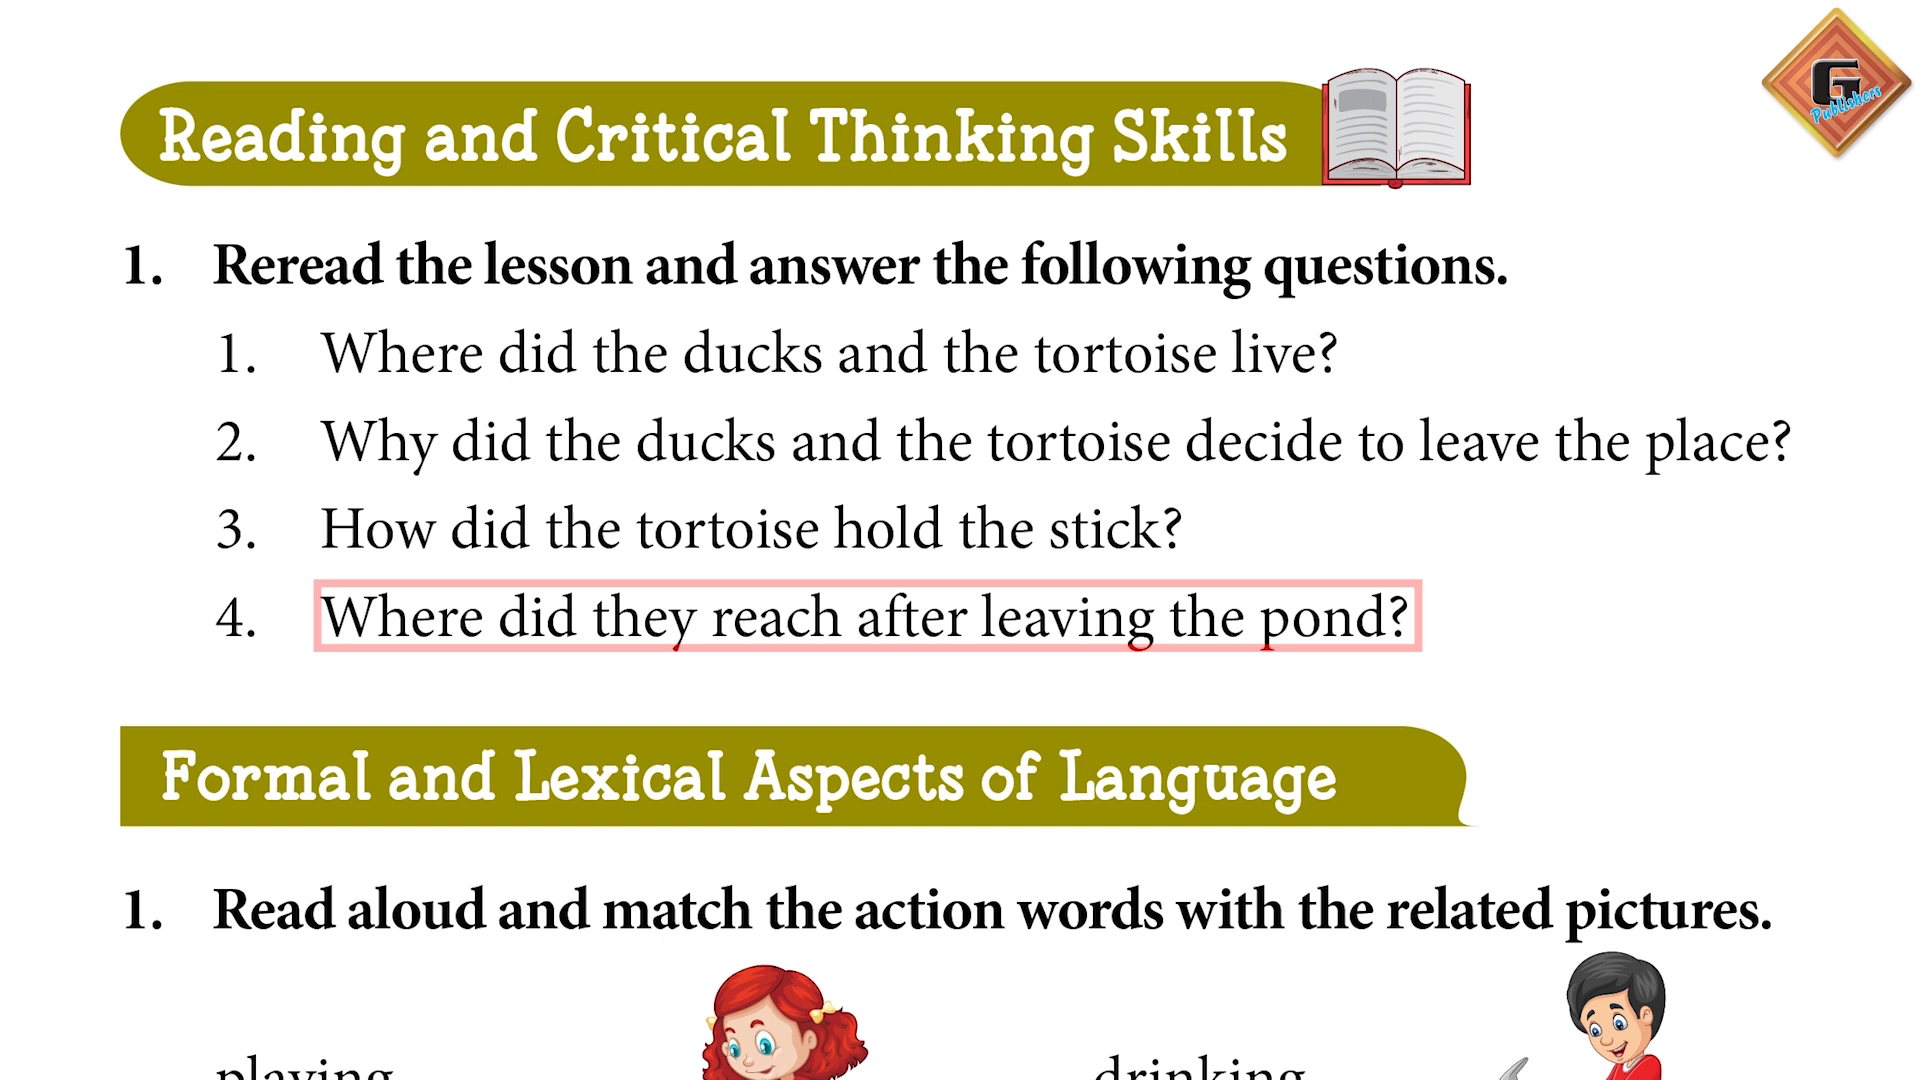 G
Publishers
Reading and Critical Thinking Skills
1. Reread the lesson and answer the following questions.
1. Where did the ducks and the tortoise live?
2. Why did the ducks and the tortoise decide to leave the place?
3. How did the tortoise hold the stick?
4. Where did they reach after leaving the pond?
Formal and Lexical Aspects of Language
1. Read aloud and match the action words with the related pictures.
playing drinking